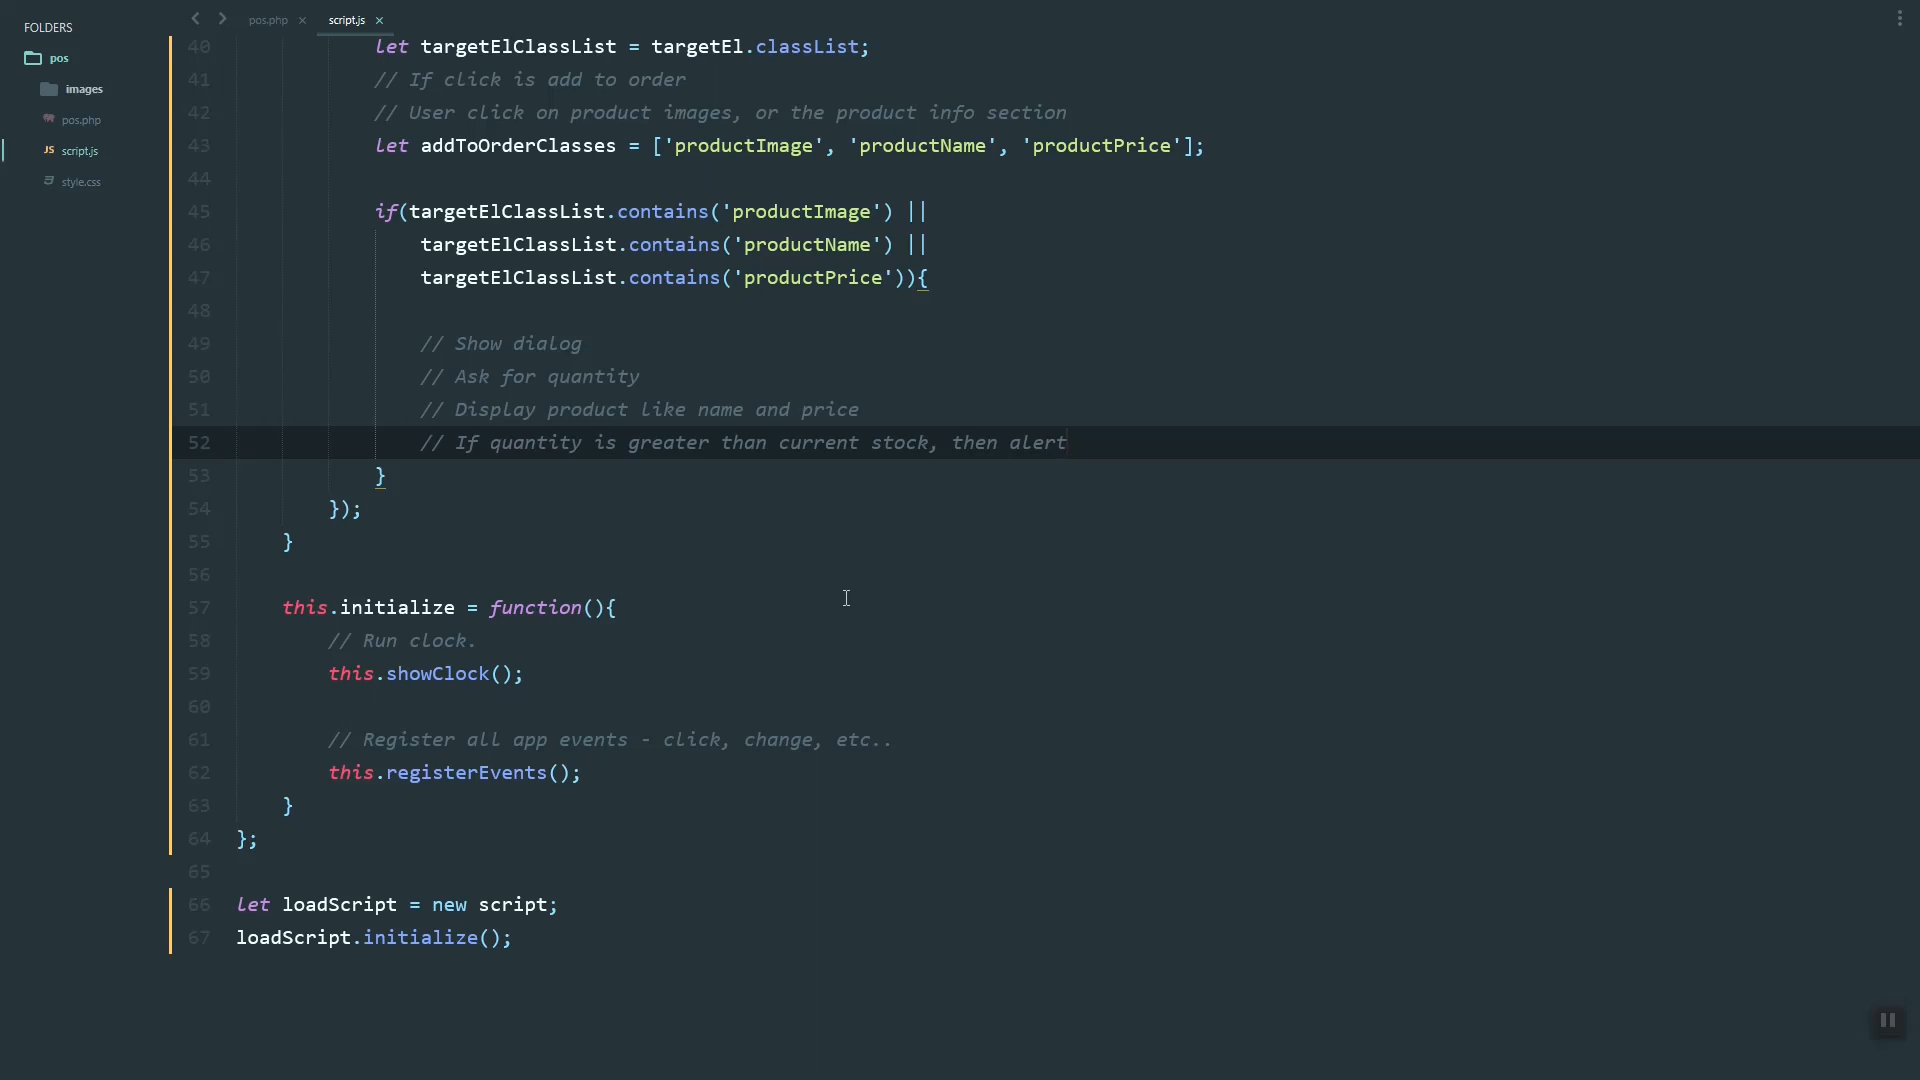 FOLDERS
pos
images
pos.php
script.js
style.css
pos.php ×
script.js ×
40 let targetElClassList = targetEl.classList;
41 // If click is add to order
42 // User click on product images, or the product info section
43 let addToOrderClasses = ['productImage', 'productName', 'productPrice'];
44
45 if(targetElClassList.contains('productImage') ||
46 targetElClassList.contains('productName') ||
47 targetElClassList.contains('productPrice')){
48
49 // Show dialog
50 // Ask for quantity
51 // Display product like name and price
52 // If quantity is greater than current stock, then alert
53 }
54 });
55 }
56
57 this.initialize = function(){
58 // Run clock.
59 this.showClock();
60
61 // Register all app events - click, change, etc..
62 this.registerEvents();
63 }
64 };
65
66 let loadScript = new script;
67 loadScript.initialize();